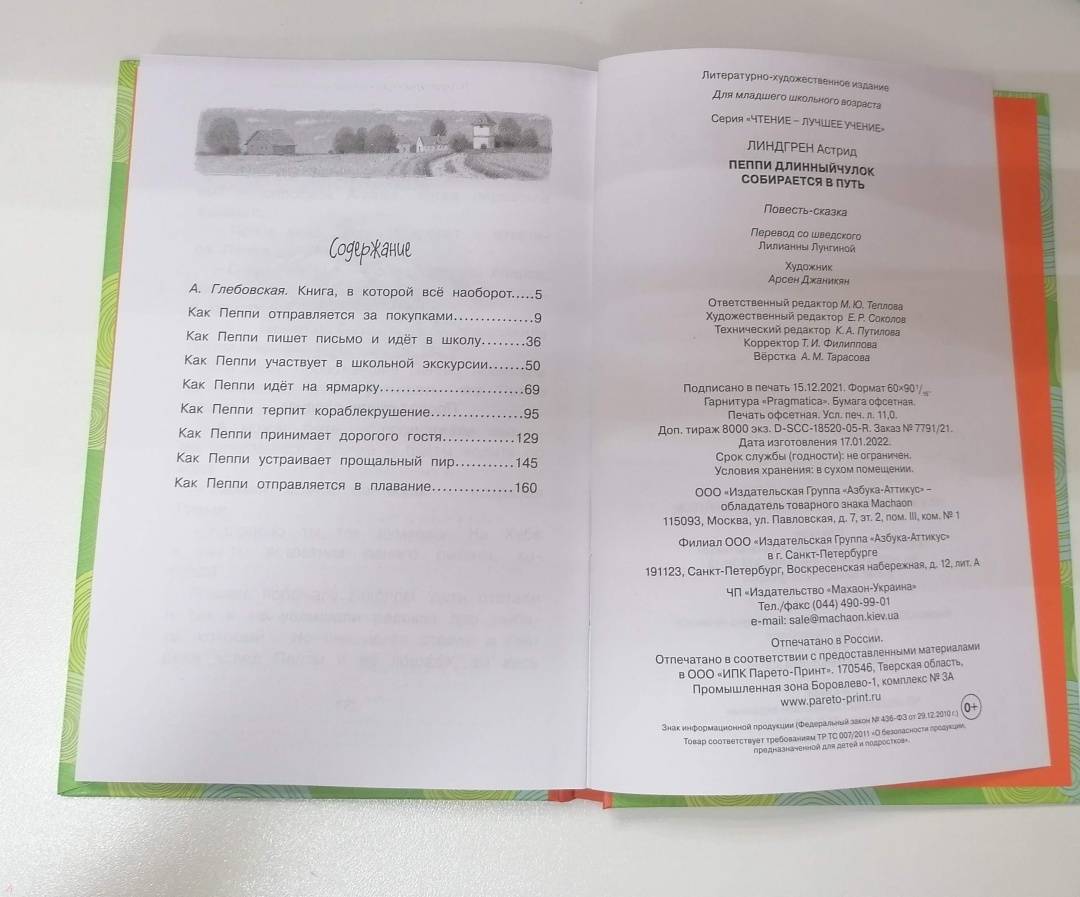 Содержание
А. Глебовская. Книга, в которой всё наоборот.....5
Как Пеппи отправляется за покупками...............9
Как Пеппи пишет письмо и идёт в школу........36
Как Пеппи участвует в школьной экскурсии.......50
Как Пеппи идёт на ярмарку.........................69
Как Пеппи терпит кораблекрушение................95
Как Пеппи принимает дорогого гостя.............129
Как Пеппи устраивает прощальный пир...........145
Как Пеппи отправляется в плавание...............160
Литературно-художественное издание
Для младшего школьного возраста
Серия «ЧТЕНИЕ – ЛУЧШЕЕ УЧЕНИЕ»
ЛИНДГРЕН Астрид
ПЕППИ ДЛИННЫЙЧУЛОК
СОБИРАЕТСЯ В ПУТЬ
Повесть-сказка
Перевод со шведского
Лилианны Лунгиной
Художник
Арсен Джаникян
Ответственный редактор М. Ю. Теплова
Художественный редактор Е. Р. Соколов
Технический редактор К. А. Путилова
Корректор Т. И. Филиппова
Вёрстка А. М. Тарасова
Подписано в печать 15.12.2021. Формат 60×90 1/16.
Гарнитура «Pragmatica». Бумага офсетная.
Печать офсетная. Усл. печ. л. 11,0.
Доп. тираж 8000 экз. D-SCC-18520-05-R. Заказ № 7791/21.
Дата изготовления 17.01.2022.
Срок службы (годности): не ограничен.
Условия хранения: в сухом помещении.
ООО «Издательская Группа «Азбука-Аттикус» –
обладатель товарного знака Machaon
115093, Москва, ул. Павловская, д. 7, эт. 2, пом. III, ком. № 1
Филиал ООО «Издательская Группа «Азбука-Аттикус»
в г. Санкт-Петербурге
191123, Санкт-Петербург, Воскресенская набережная, д. 12, лит. А
ЧП «Издательство «Махаон-Украина»
Тел./факс (044) 490-99-01
e-mail: sale@machaon.kiev.ua
Отпечатано в России.
Отпечатано в соответствии с предоставленными материалами
в ООО «ИПК Парето-Принт». 170546, Тверская область,
Промышленная зона Боровлево-1, комплекс № 3А
www.pareto-print.ru
Знак информационной продукции (Федеральный закон № 436-ФЗ от 29.12.2010 г.) 0+
Товар соответствует требованиям ТР ТС 007/2011 «О безопасности продукции,
предназначенной для детей и подростков».